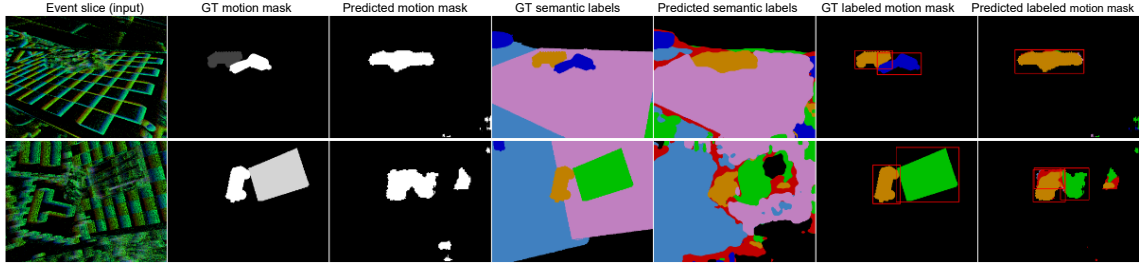 Event slice (input)
GT motion mask
Predicted motion mask
GT semantic labels
Predicted semantic labels
GT labeled motion mask
Predicted labeled motion mask